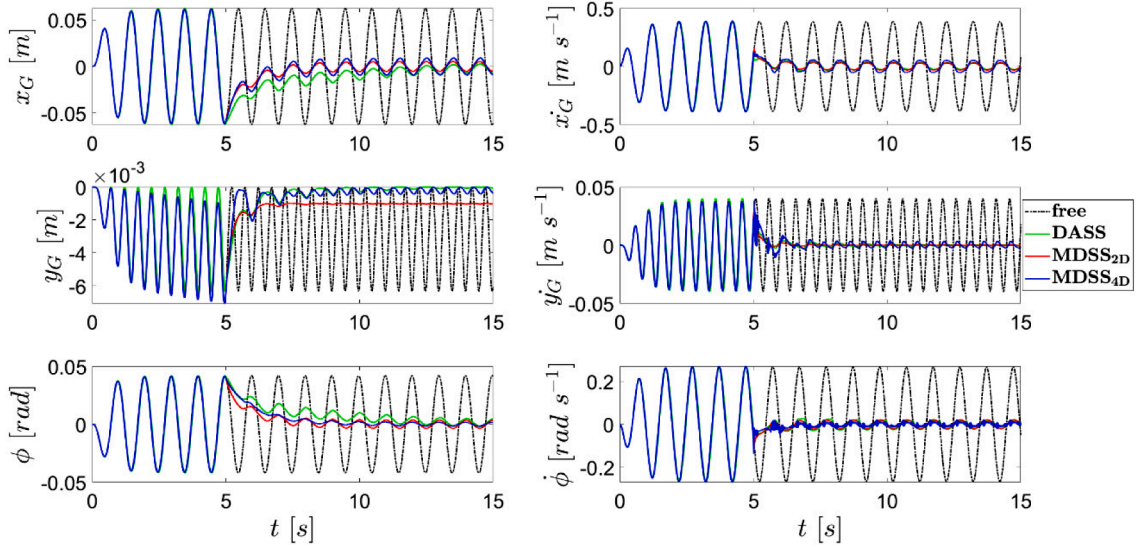 x_G [m]
0.05
0
-0.05
0 5 10 15
ẋ_G [m s⁻¹]
0.5
0
-0.5
0 5 10 15
× 10⁻³
y_G [m]
0
-2
-4
-6
0 5 10 15
ẏ_G [m s⁻¹]
0.05
0
-0.05
0 5 10 15
free
DASS
MDSS₂D
MDSS₄D
ϕ [rad]
0.05
0
-0.05
0 5 10 15
t [s]
ϕ̇ [rad s⁻¹]
0.2
0
-0.2
0 5 10 15
t [s]